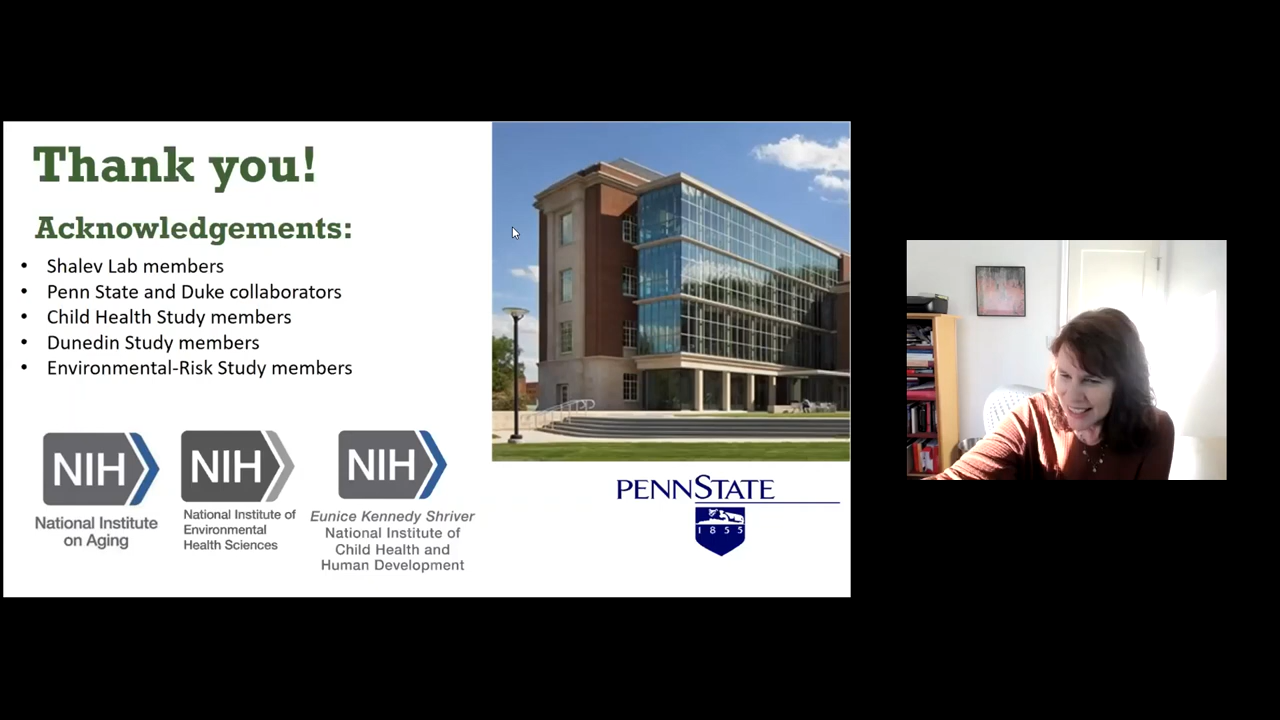 Thank you!
Acknowledgements:
• Shalev Lab members
• Penn State and Duke collaborators
• Child Health Study members
• Dunedin Study members
• Environmental-Risk Study members
NIH
National Institute
on Aging
NIH
National Institute of
Environmental
Health Sciences
NIH
Eunice Kennedy Shriver
National Institute of
Child Health and
Human Development
PENNSTATE
1855